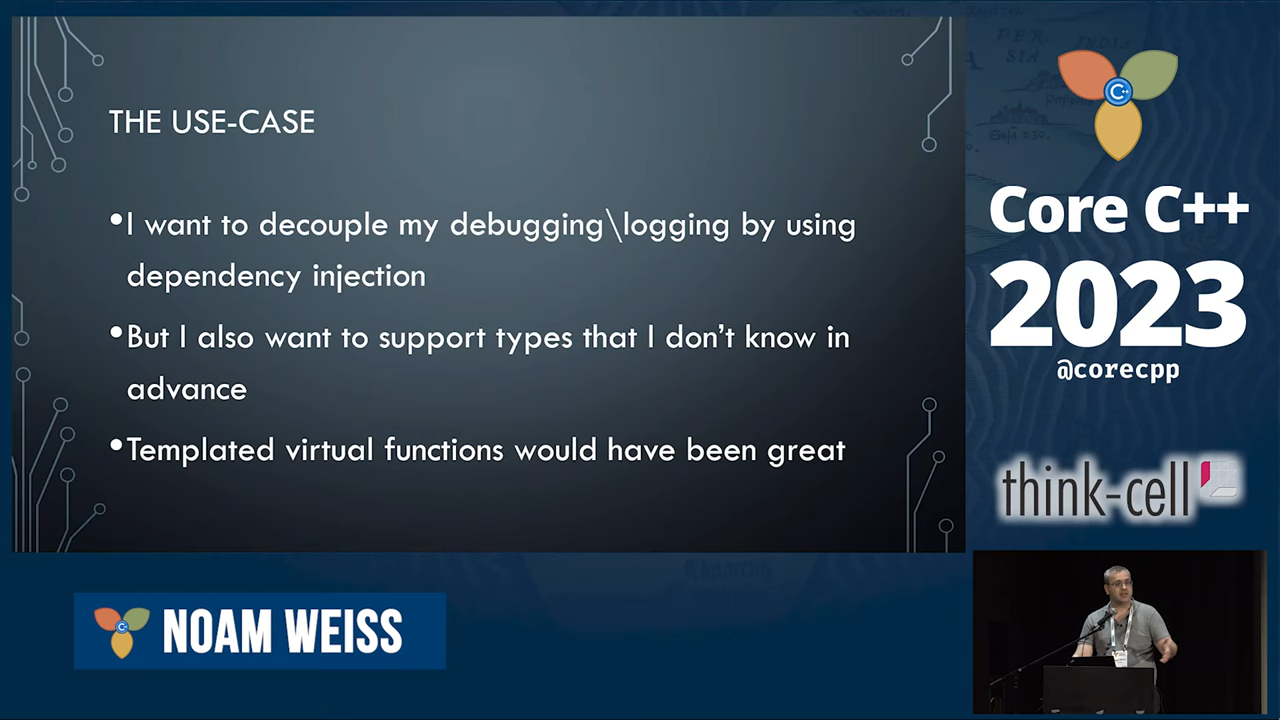 THE USE-CASE
•I want to decouple my debugging\logging by using
dependency injection
•But I also want to support types that I don’t know in
advance
•Templated virtual functions would have been great
NOAM WEISS
PERSIA
INDIA
C++
Core C++
2023
@corecpp
think-cell